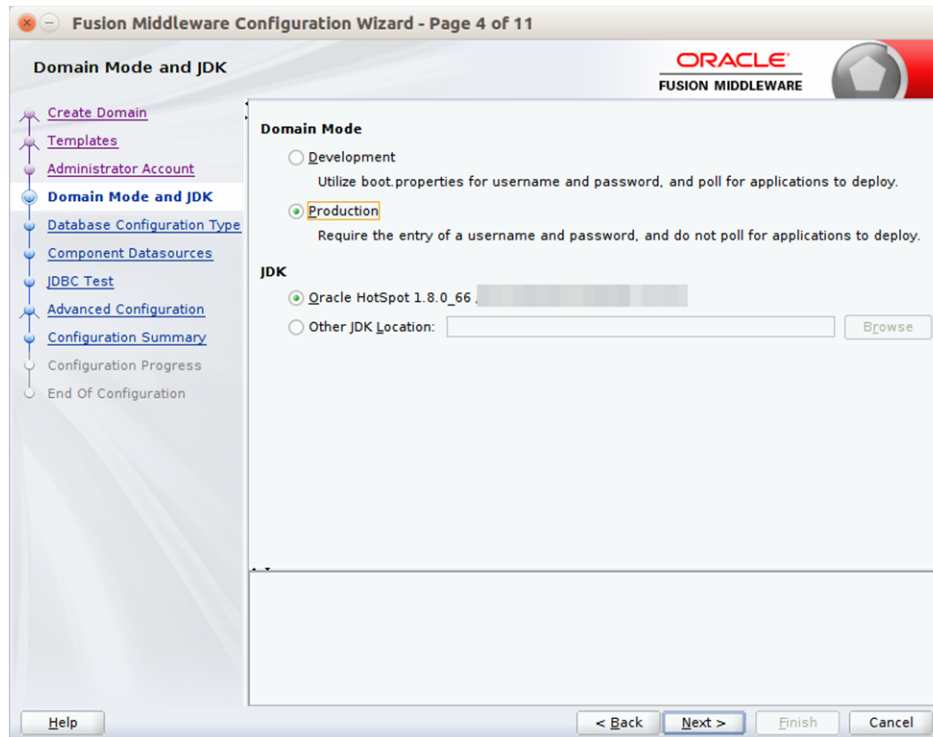 Fusion Middleware Configuration Wizard - Page 4 of 11
Domain Mode and JDK
ORACLE
FUSION MIDDLEWARE
Create Domain
Templates
Administrator Account
Domain Mode and JDK
Database Configuration Type
Component Datasources
JDBC Test
Advanced Configuration
Configuration Summary
Configuration Progress
End Of Configuration
Domain Mode
Development
Utilize boot.properties for username and password, and poll for applications to deploy.
Production
Require the entry of a username and password, and do not poll for applications to deploy.
JDK
Oracle HotSpot 1.8.0_66
Other JDK Location:
Browse
Help
< Back
Next >
Finish
Cancel